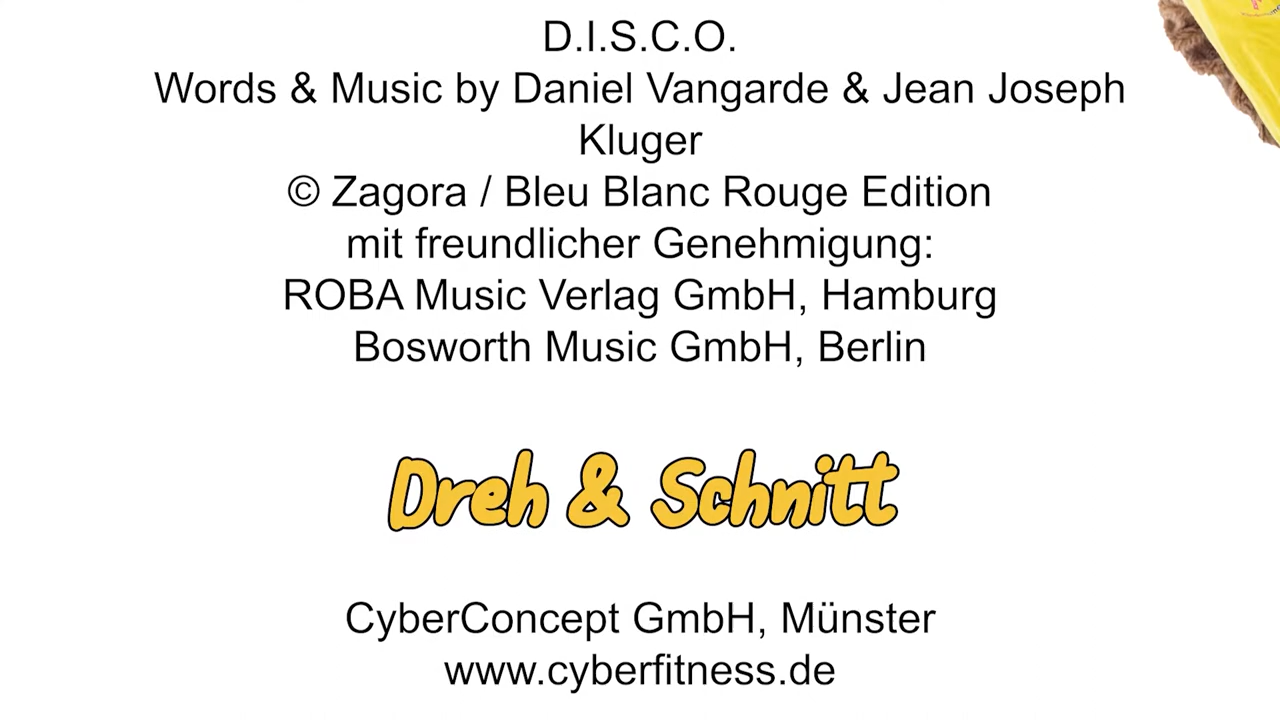 D.I.S.C.O.
Words & Music by Daniel Vangarde & Jean Joseph
Kluger
© Zagora / Bleu Blanc Rouge Edition
mit freundlicher Genehmigung:
ROBA Music Verlag GmbH, Hamburg
Bosworth Music GmbH, Berlin
Dreh & Schnitt
CyberConcept GmbH, Münster
www.cyberfitness.de